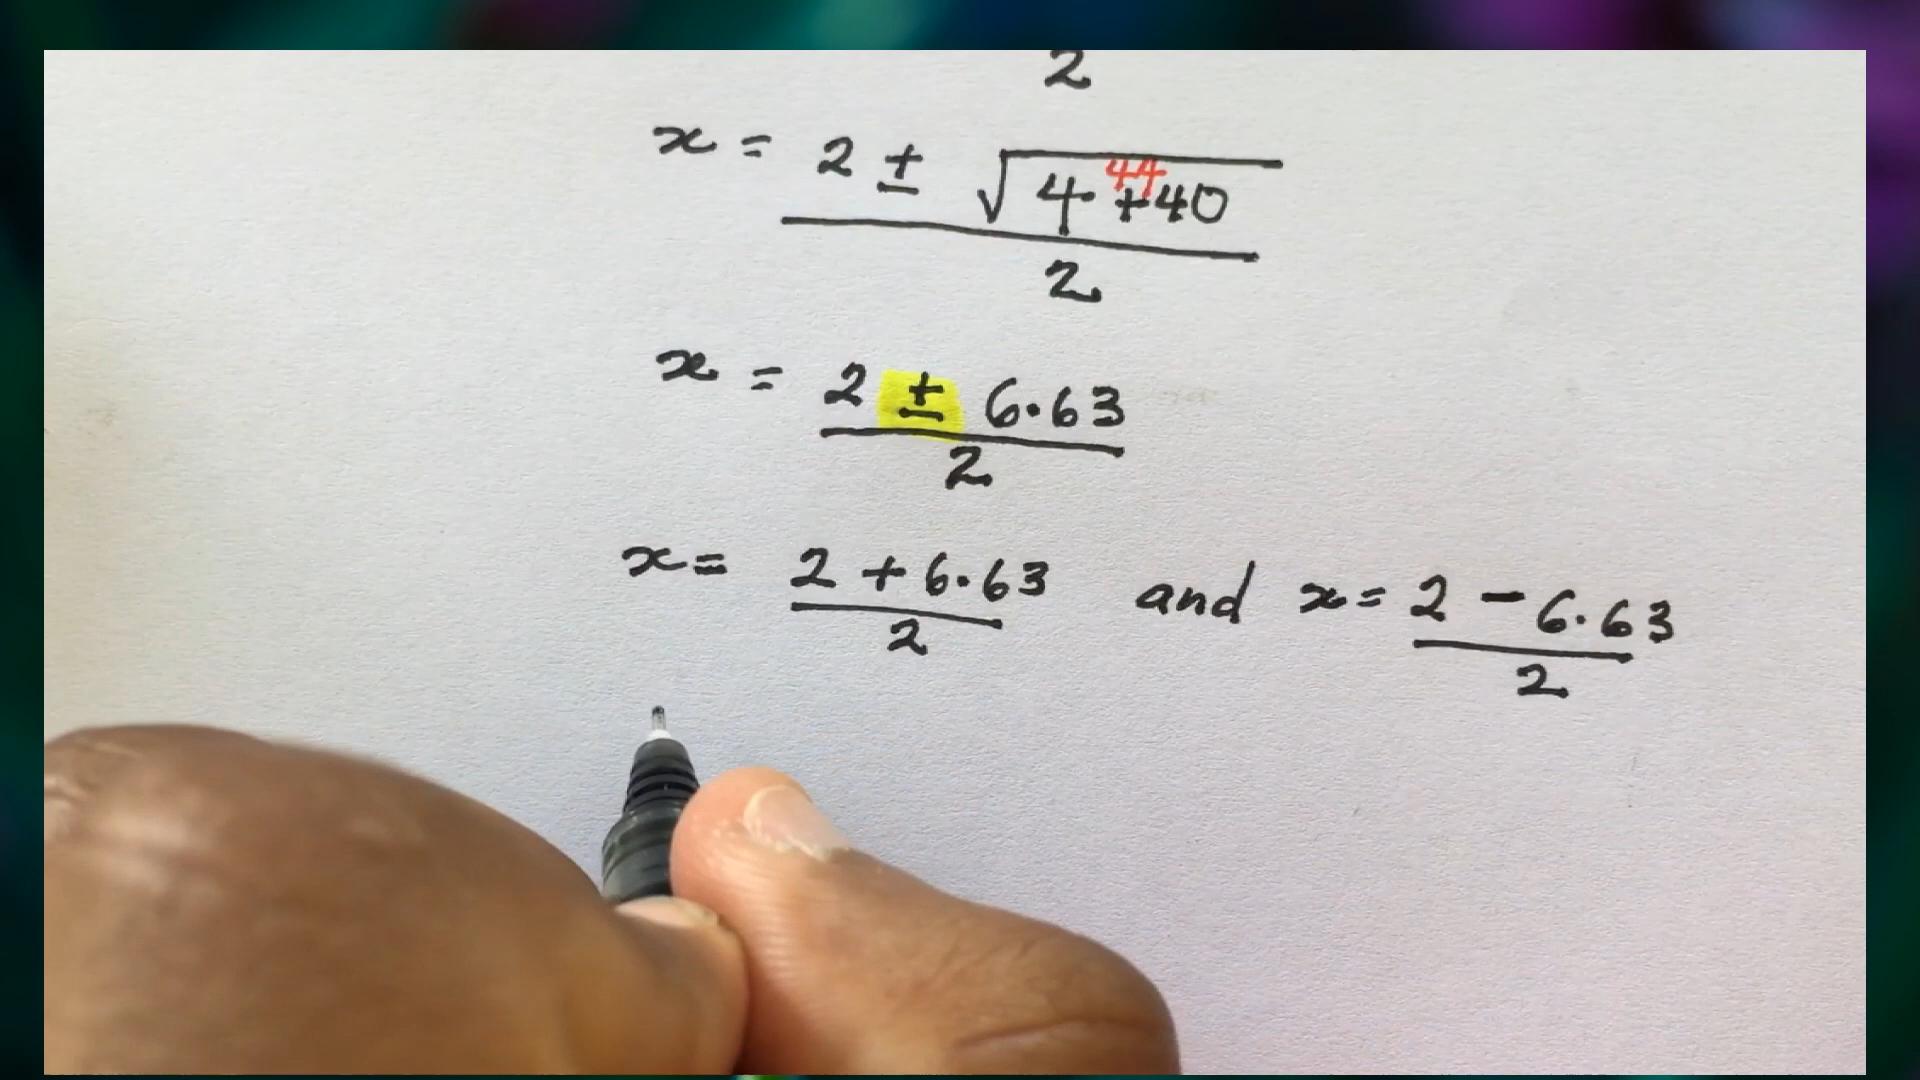 2
x = 2 ± √4 + 40
44
2
x = 2 ± 6.63
2
x = 2 + 6.63 and x = 2 - 6.63
2 2